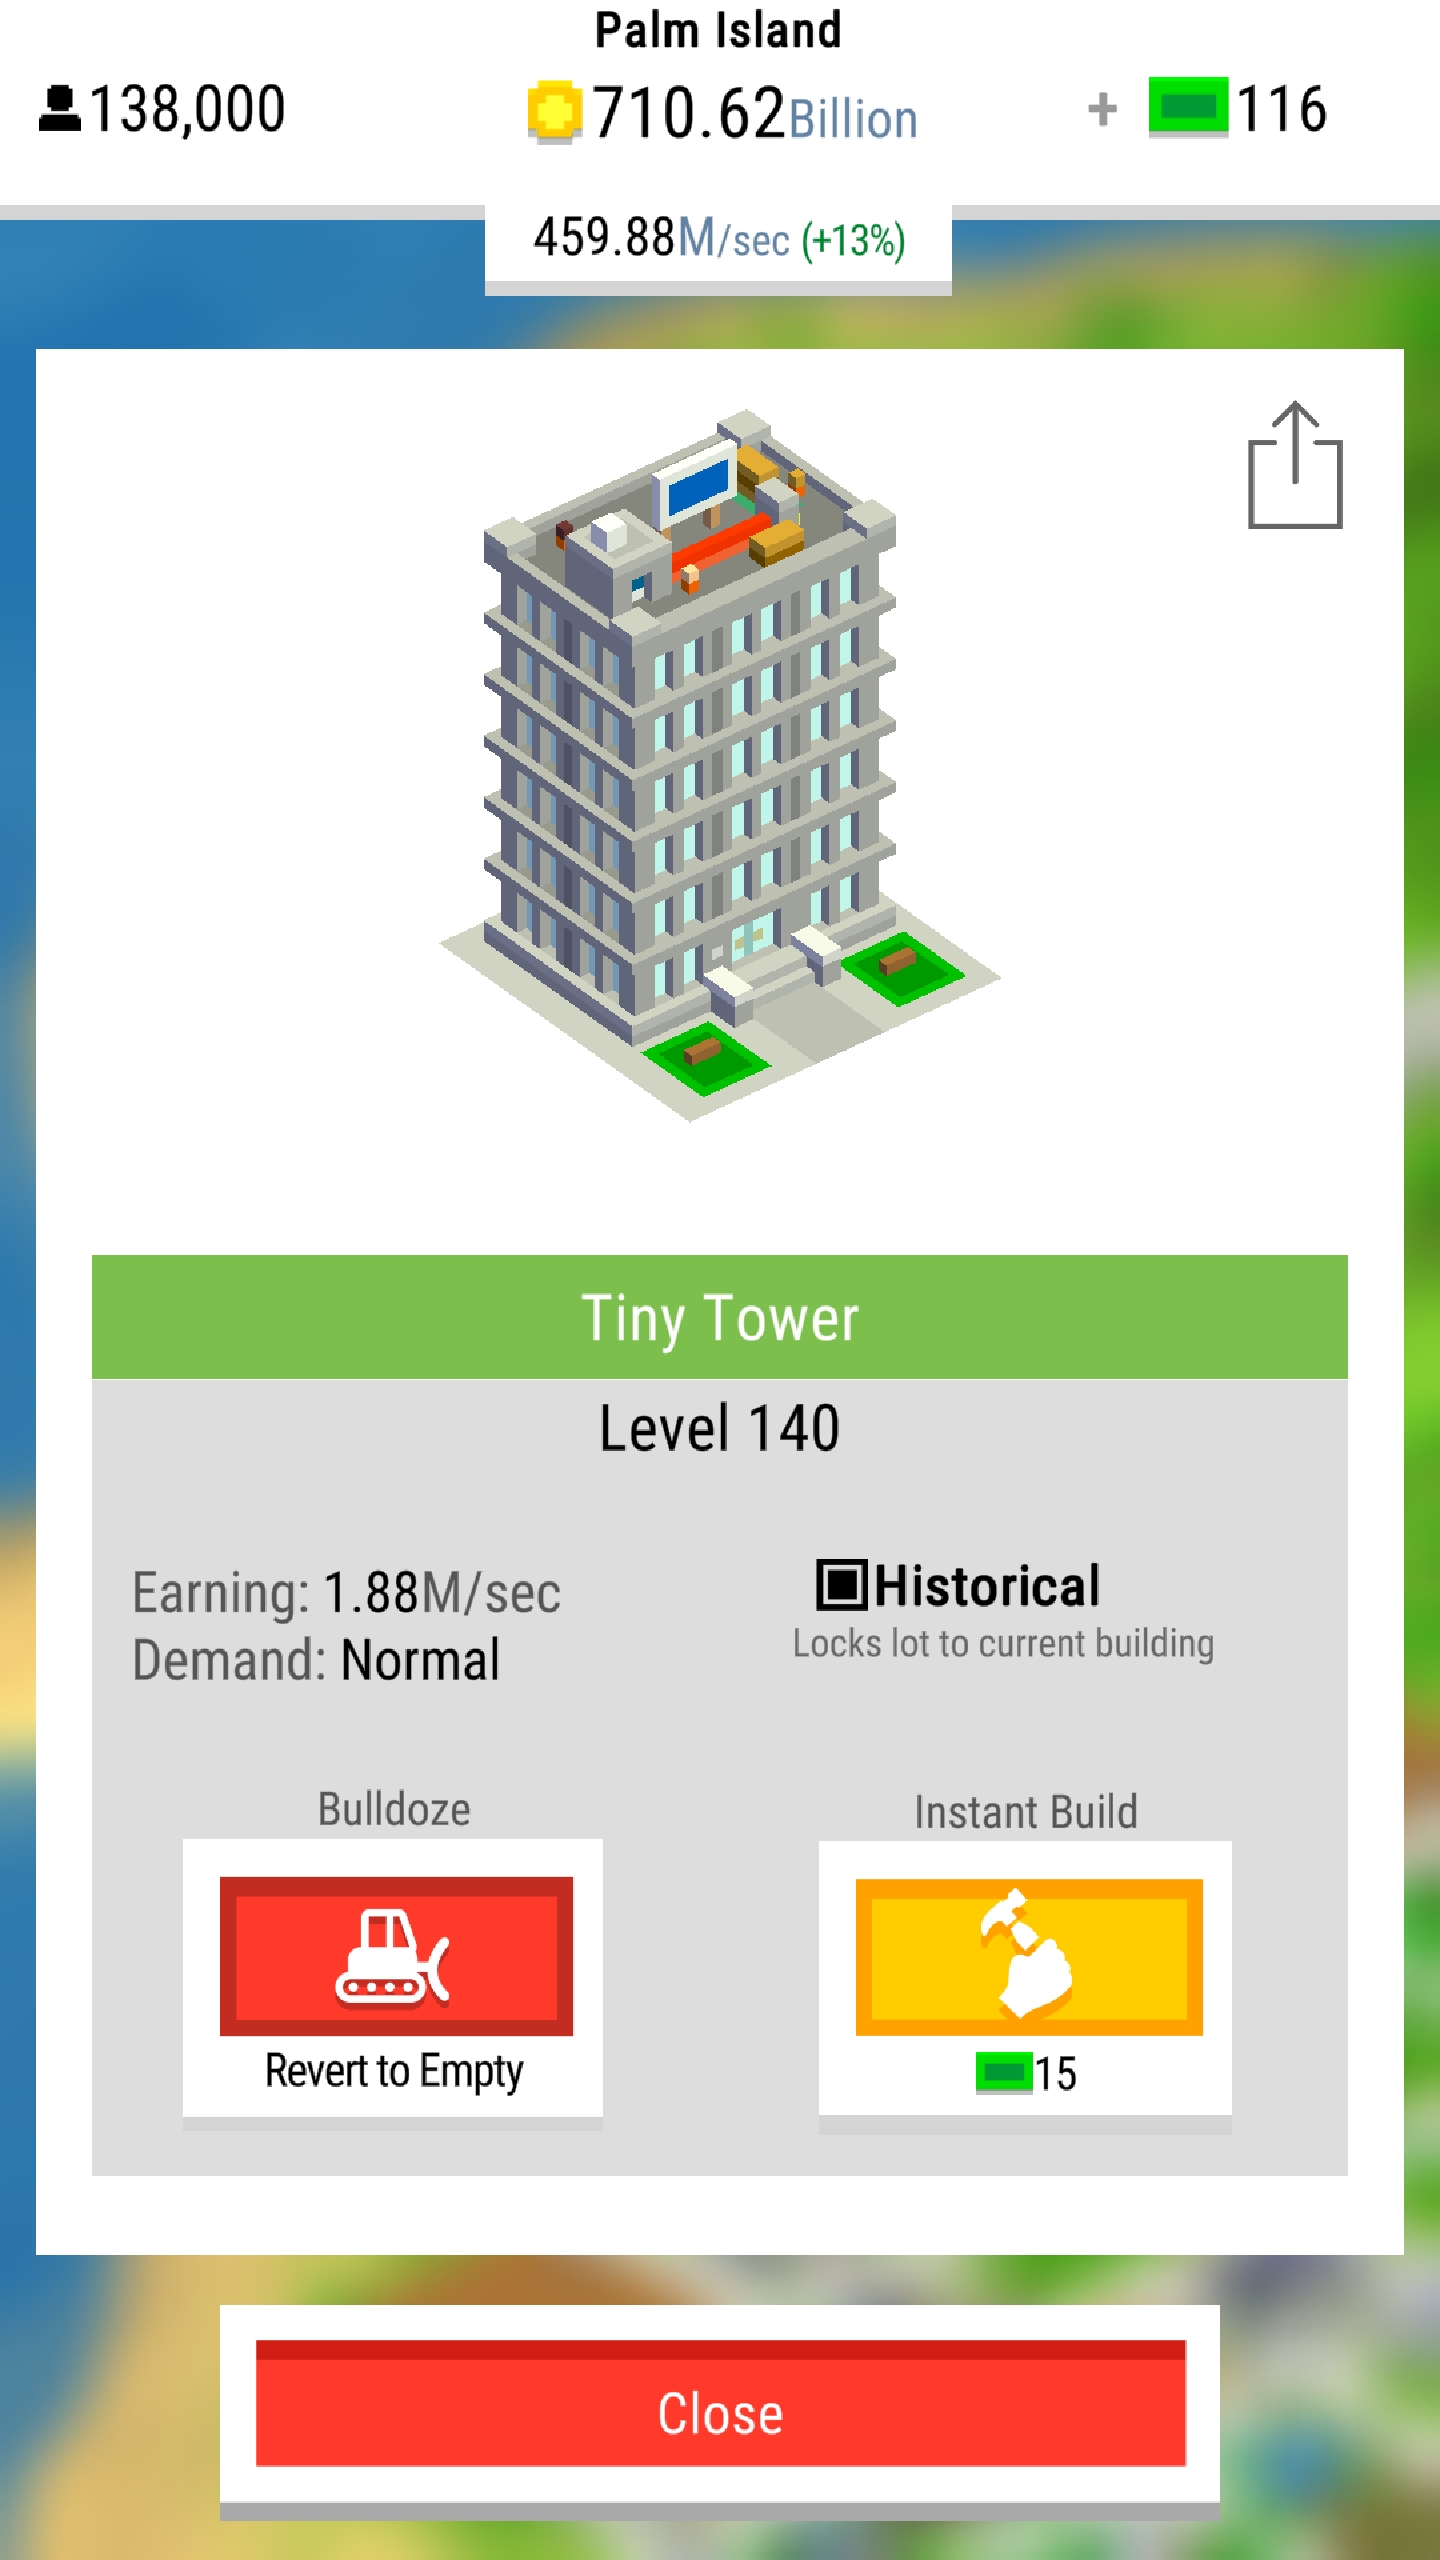 Palm Island
138,000
710.62Billion
+ 116
459.88M/sec (+13%)
Tiny Tower
Level 140
Earning: 1.88M/sec
Demand: Normal
Historical
Locks lot to current building
Bulldoze
Revert to Empty
Instant Build
15
Close